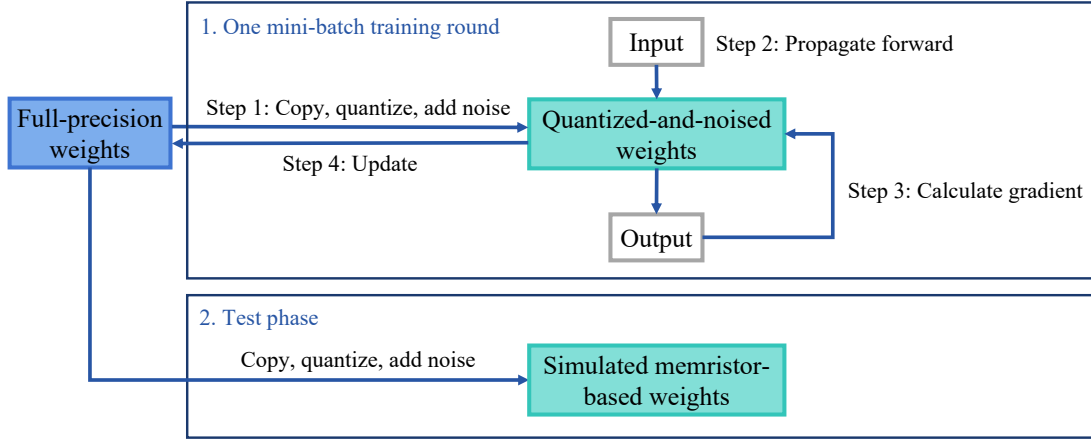 1. One mini-batch training round
Input
Step 2: Propagate forward
Full-precision
weights
Step 1: Copy, quantize, add noise
Quantized-and-noised
weights
Step 4: Update
Step 3: Calculate gradient
Output
2. Test phase
Copy, quantize, add noise
Simulated memristor-
based weights